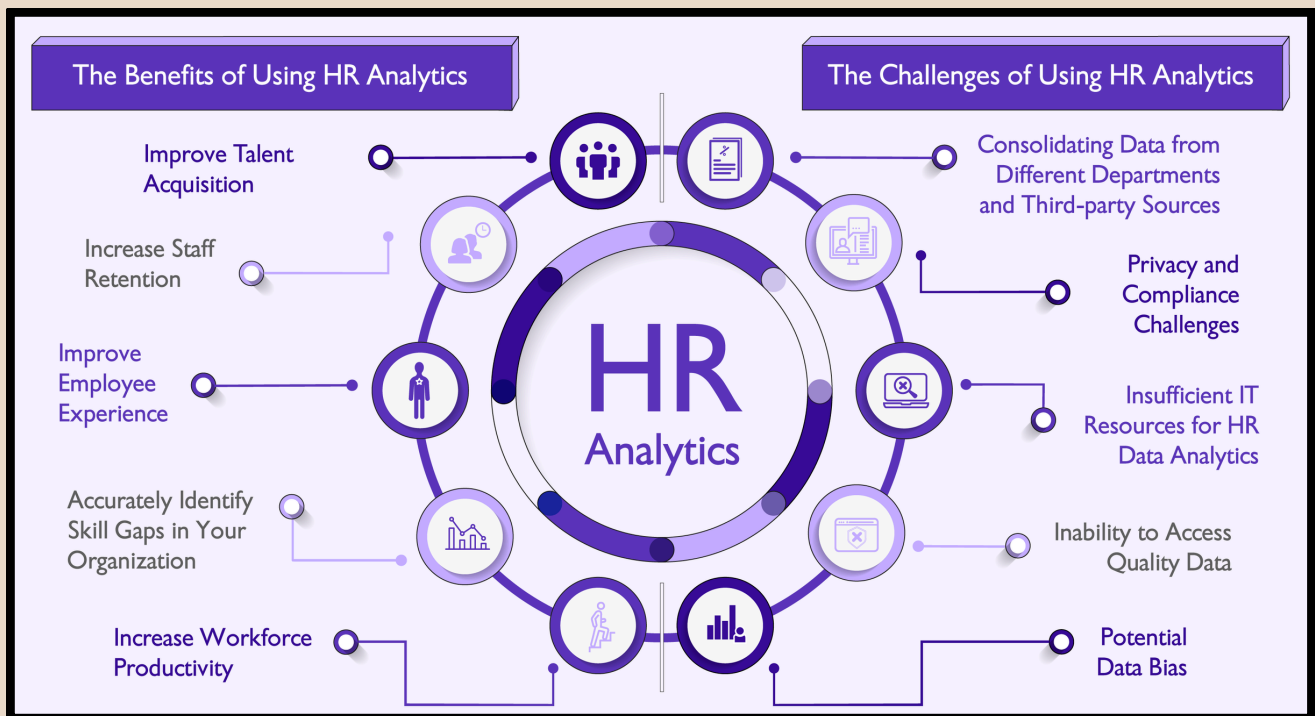 The Benefits of Using HR Analytics
The Challenges of Using HR Analytics
Improve Talent
Acquisition
Increase Staff
Retention
Improve
Employee
Experience
Accurately Identify
Skill Gaps in Your
Organization
Increase Workforce
Productivity
HR
Analytics
Consolidating Data from
Different Departments
and Third-party Sources
Privacy and
Compliance
Challenges
Insufficient IT
Resources for HR
Data Analytics
Inability to Access
Quality Data
Potential
Data Bias